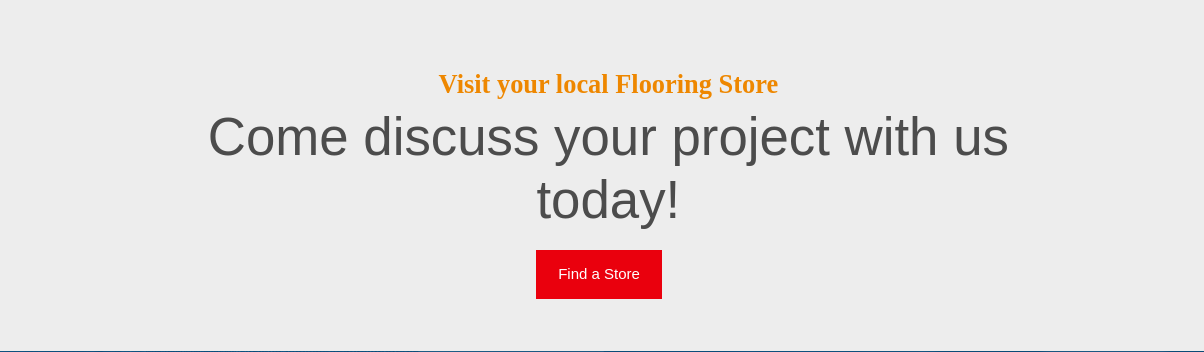 Visit your local Flooring Store
Come discuss your project with us
today!
Find a Store